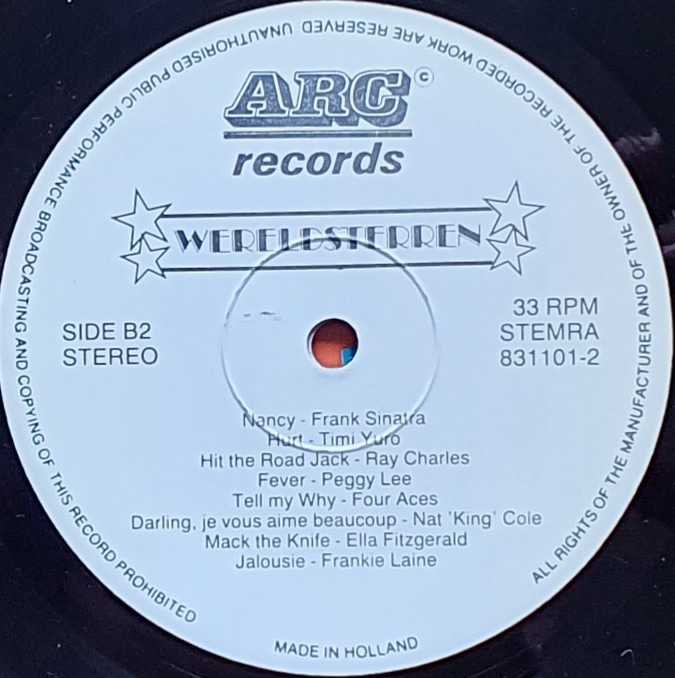 ARC ©
records
WERELDSTERREN
SIDE B2
STEREO
33 RPM
STEMRA
831101-2
Nancy - Frank Sinatra
Hurt - Timi Yuro
Hit the Road Jack - Ray Charles
Fever - Peggy Lee
Tell my Why - Four Aces
Darling, je vous aime beaucoup - Nat 'King' Cole
Mack the Knife - Ella Fitzgerald
Jalousie - Frankie Laine
ALL RIGHTS OF THE MANUFACTURER AND OF THE OWNER OF THE RECORDED WORK ARE RESERVED UNAUTHORISED PUBLIC PERFORMANCE BROADCASTING AND COPYING OF THIS RECORD PROHIBITED
MADE IN HOLLAND